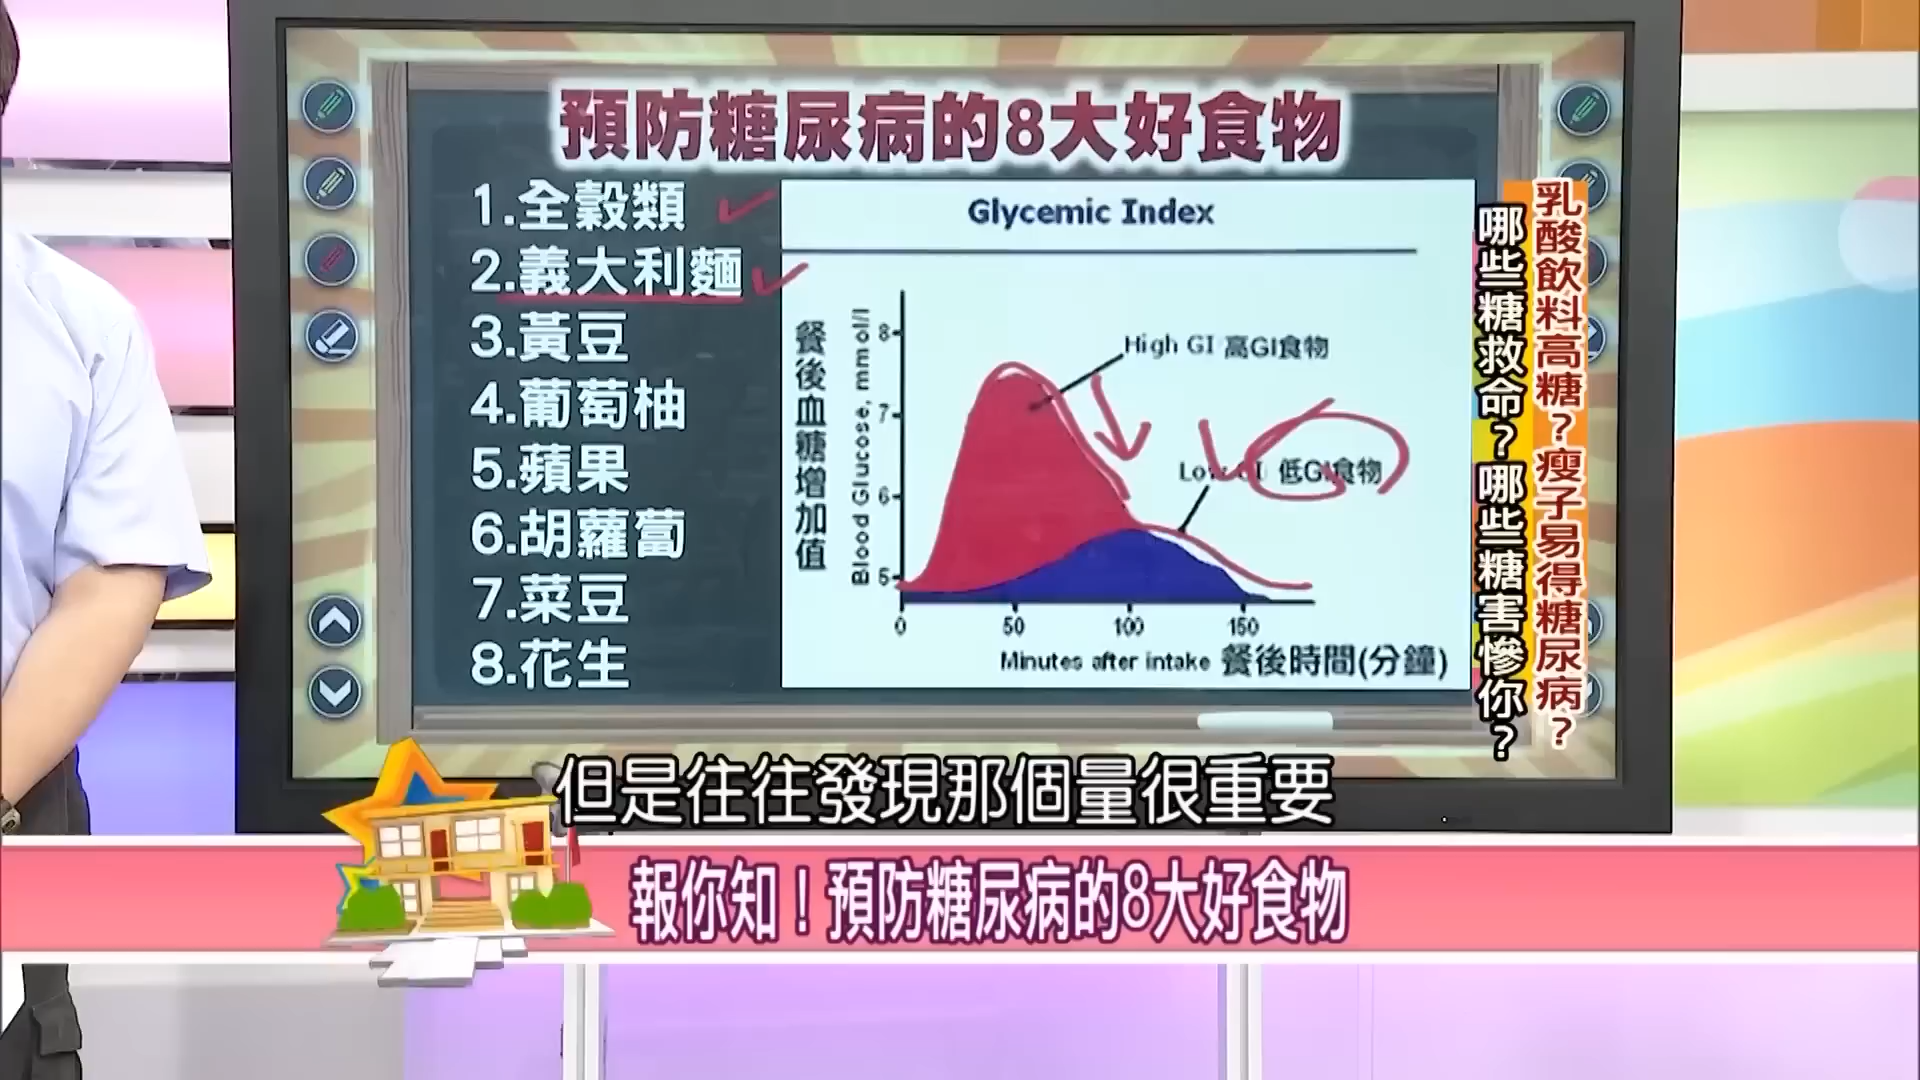 預防糖尿病的8大好食物
1.全穀類
2.義大利麵
3.黃豆
4.葡萄柚
5.蘋果
6.胡蘿蔔
7.菜豆
8.花生
Glycemic Index
餐後血糖增加值
Blood Glucose, mmol/l
8
7
6
5
High GI 高GI食物
Low GI 低GI食物
0 50 100 150
Minutes after intake 餐後時間(分鐘)
乳酸飲料高糖?瘦子易得糖尿病?
哪些糖救命?哪些糖害慘你?
但是往往發現那個量很重要
報你知!預防糖尿病的8大好食物